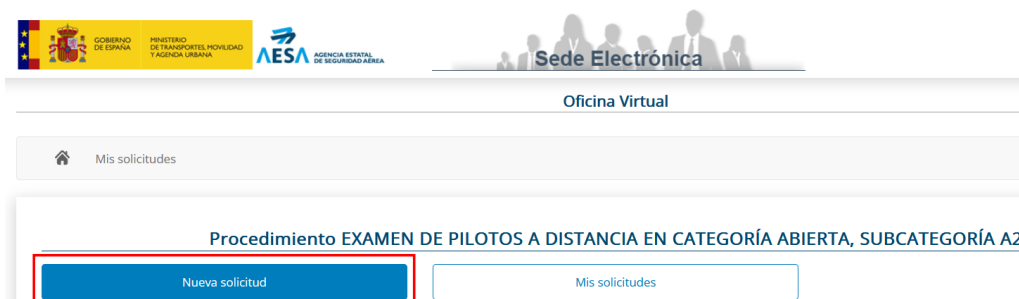 GOBIERNO
DE ESPAÑA
MINISTERIO
DE TRANSPORTES, MOVILIDAD
Y AGENDA URBANA
AESA AGENCIA ESTATAL
DE SEGURIDAD AÉREA
Sede Electrónica
Oficina Virtual
Mis solicitudes
Procedimiento EXAMEN DE PILOTOS A DISTANCIA EN CATEGORÍA ABIERTA, SUBCATEGORÍA A2
Nueva solicitud
Mis solicitudes